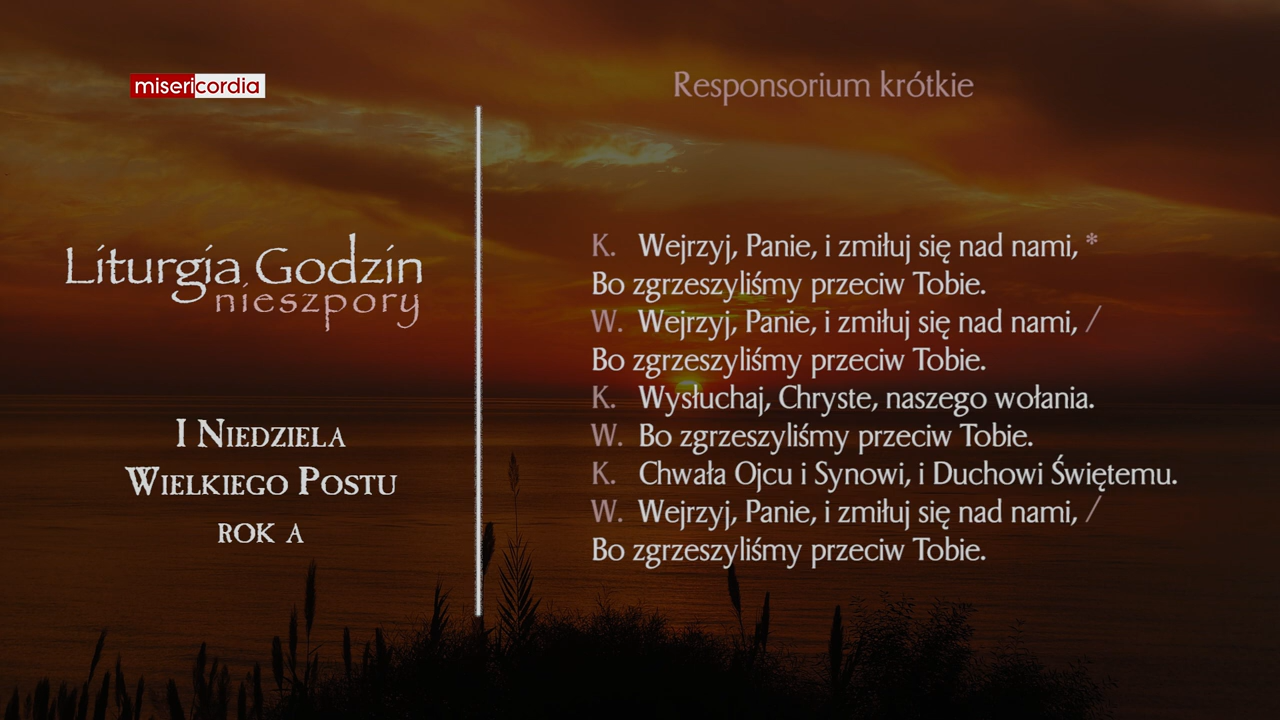 misericordia
Liturgia Godzin
nieszpory
I Niedziela
Wielkiego Postu
rok A
Responsorium krótkie
K. Wejrzyj, Panie, i zmiłuj się nad nami, *
Bo zgrzeszyliśmy przeciw Tobie.
W. Wejrzyj, Panie, i zmiłuj się nad nami, /
Bo zgrzeszyliśmy przeciw Tobie.
K. Wysłuchaj, Chryste, naszego wołania.
W. Bo zgrzeszyliśmy przeciw Tobie.
K. Chwała Ojcu i Synowi, i Duchowi Świętemu.
W. Wejrzyj, Panie, i zmiłuj się nad nami, /
Bo zgrzeszyliśmy przeciw Tobie.